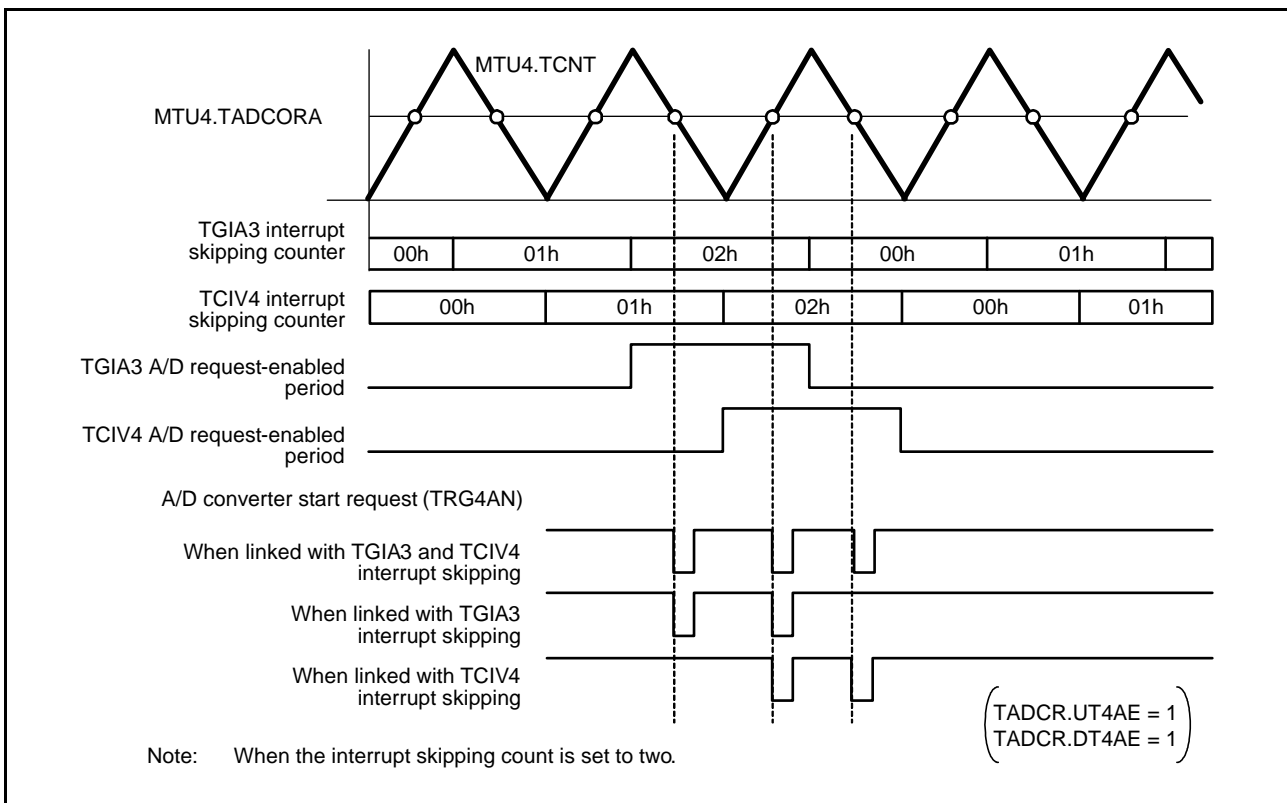 MTU4.TCNT
MTU4.TADCORA
TGIA3 interrupt
skipping counter
00h 01h 02h 00h 01h
TCIV4 interrupt
skipping counter
00h 01h 02h 00h 01h
TGIA3 A/D request-enabled
period
TCIV4 A/D request-enabled
period
A/D converter start request (TRG4AN)
When linked with TGIA3 and TCIV4
interrupt skipping
When linked with TGIA3
interrupt skipping
When linked with TCIV4
interrupt skipping
TADCR.UT4AE = 1
TADCR.DT4AE = 1
Note: When the interrupt skipping count is set to two.